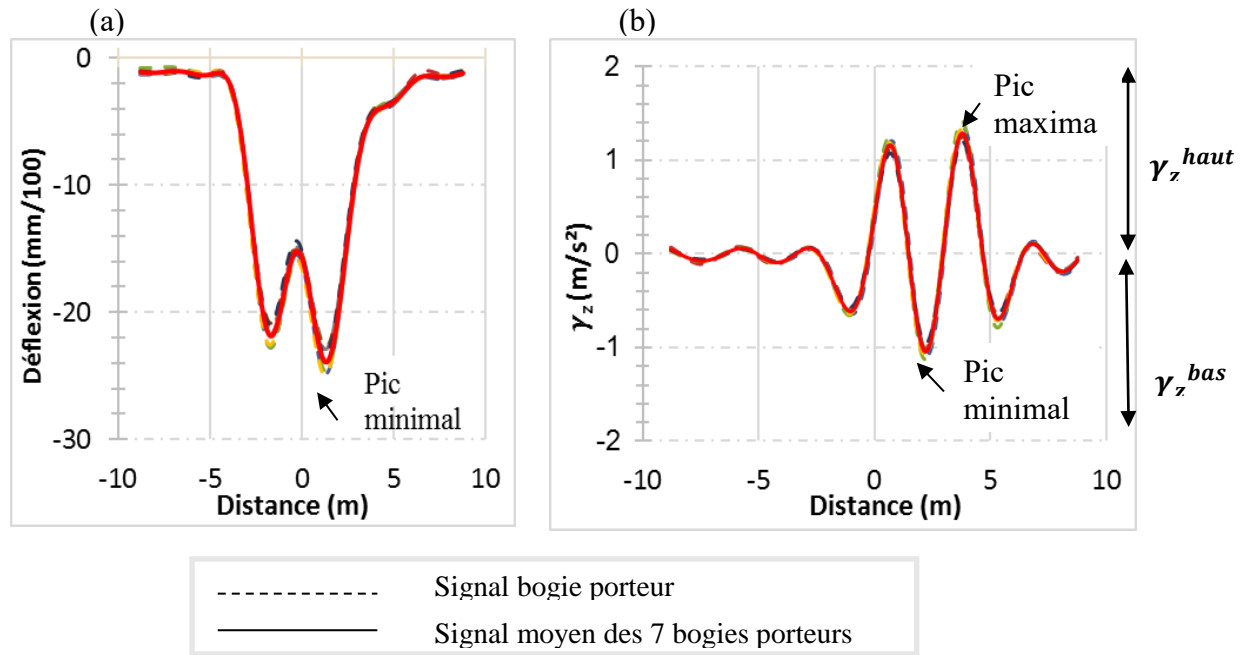 (a)
(b)
Déflexion (mm/100)
0
-10
-20
-30
-10
-5
0
5
10
Distance (m)
Pic
minimal
γz (m/s²)
2
1
0
-1
-2
-10
-5
0
5
10
Distance (m)
Pic
maxima
Pic
minimal
γz^haut
γz^bas
Signal bogie porteur
Signal moyen des 7 bogies porteurs